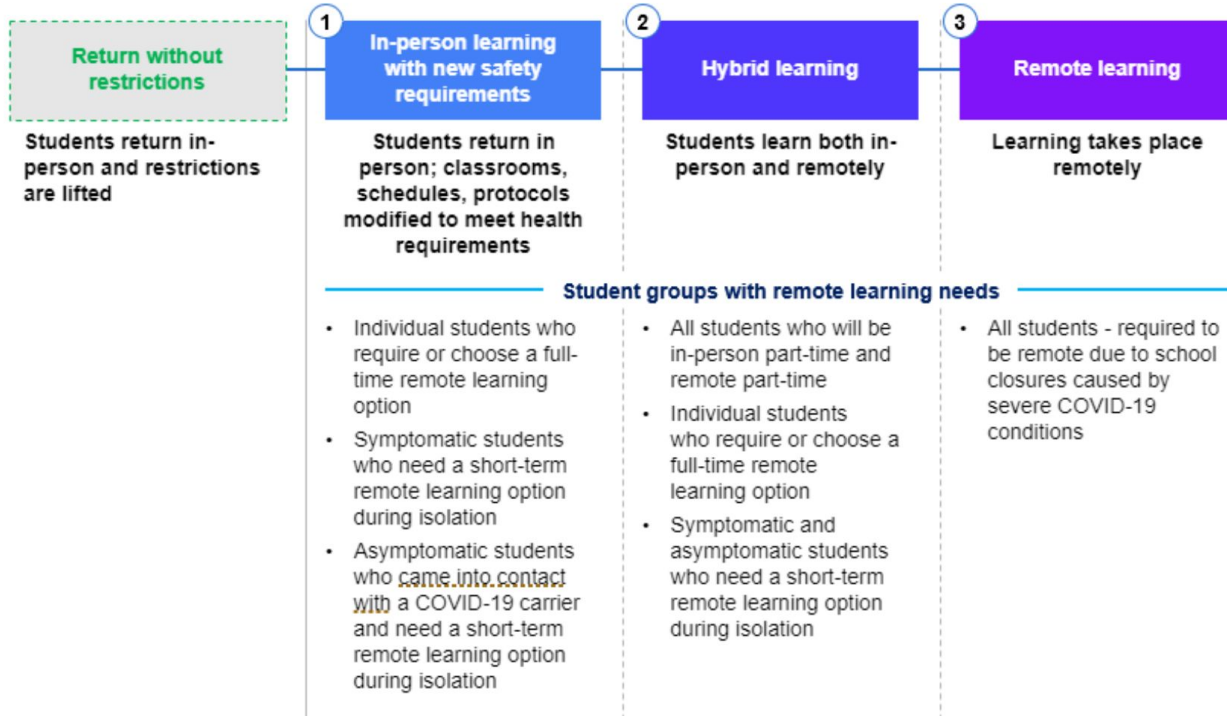 Return without
restrictions
Students return in-
person and restrictions
are lifted
1
In-person learning
with new safety
requirements
Students return in
person; classrooms,
schedules, protocols
modified to meet health
requirements
2
Hybrid learning
Students learn both in-
person and remotely
3
Remote learning
Learning takes place
remotely
Student groups with remote learning needs
• Individual students who
require or choose a full-
time remote learning
option
• Symptomatic students
who need a short-term
remote learning option
during isolation
• Asymptomatic students
who came into contact
with a COVID-19 carrier
and need a short-term
remote learning option
during isolation
• All students who will be
in-person part-time and
remote part-time
• Individual students
who require or choose a
full-time remote
learning option
• Symptomatic and
asymptomatic students
who need a short-term
remote learning option
during isolation
• All students - required to
be remote due to school
closures caused by
severe COVID-19
conditions